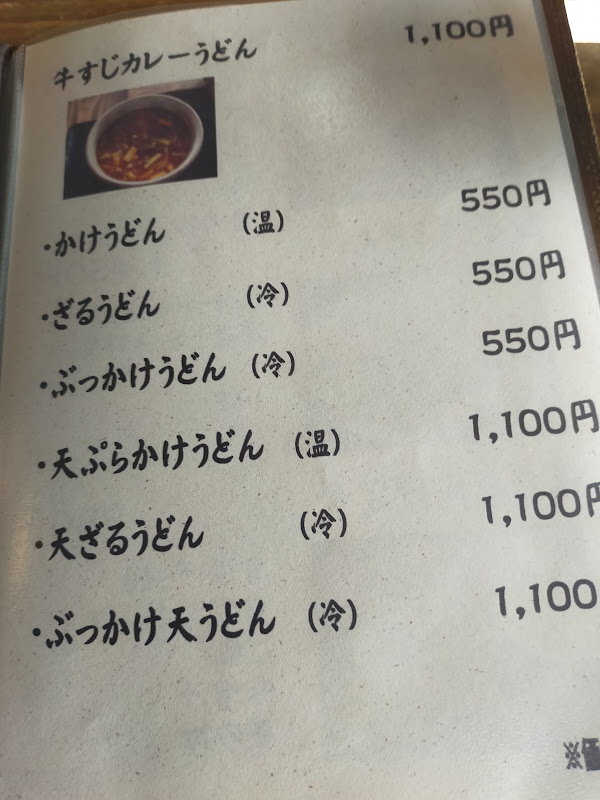 牛すじカレーうどん 1,100円
・かけうどん (温) 550円
・ざるうどん (冷) 550円
・ぶっかけうどん (冷) 550円
・天ぷらかけうどん (温) 1,100円
・天ざるうどん (冷) 1,100円
・ぶっかけ天うどん (冷) 1,100
※価